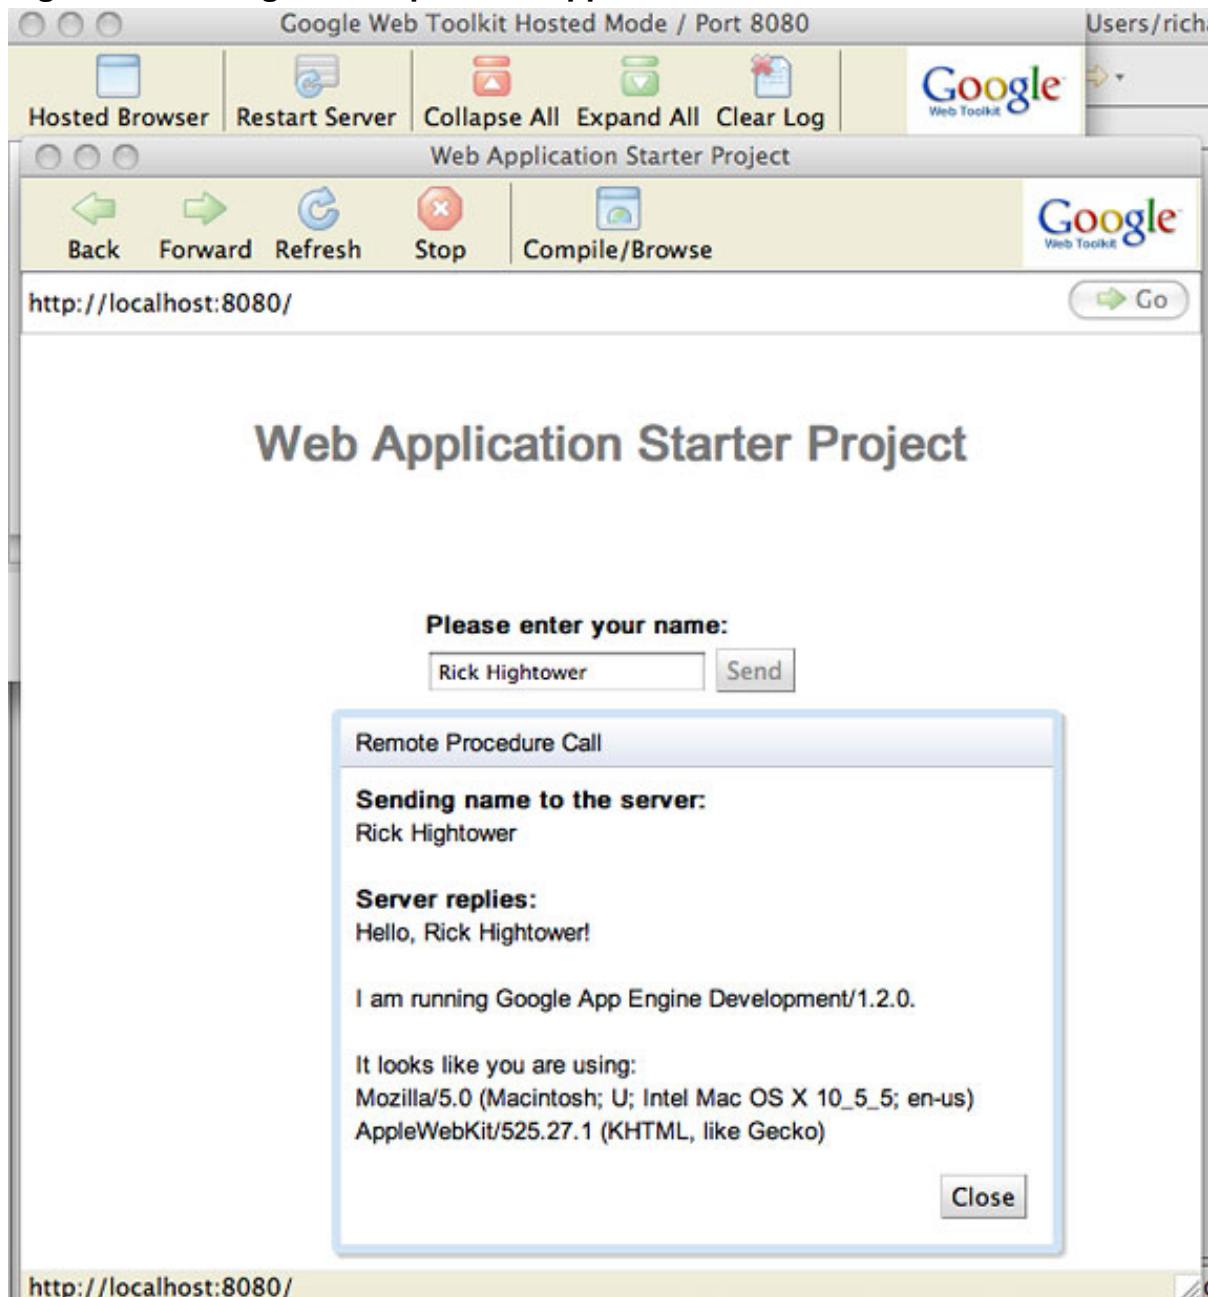 Google Web Toolkit Hosted Mode / Port 8080
Users/rich
Hosted Browser
Restart Server
Collapse All
Expand All
Clear Log
Google
Web Toolkit
Web Application Starter Project
Back
Forward
Refresh
Stop
Compile/Browse
Google
Web Toolkit
http://localhost:8080/
Go
Web Application Starter Project
Please enter your name:
Rick Hightower
Send
Remote Procedure Call
Sending name to the server:
Rick Hightower
Server replies:
Hello, Rick Hightower!
I am running Google App Engine Development/1.2.0.
It looks like you are using:
Mozilla/5.0 (Macintosh; U; Intel Mac OS X 10_5_5; en-us)
AppleWebKit/525.27.1 (KHTML, like Gecko)
Close
http://localhost:8080/